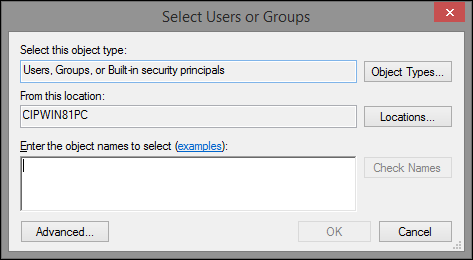 Select Users or Groups
Select this object type:
Users, Groups, or Built-in security principals
Object Types...
From this location:
CIPWIN81PC
Locations...
Enter the object names to select (examples):
Check Names
Advanced...
OK
Cancel